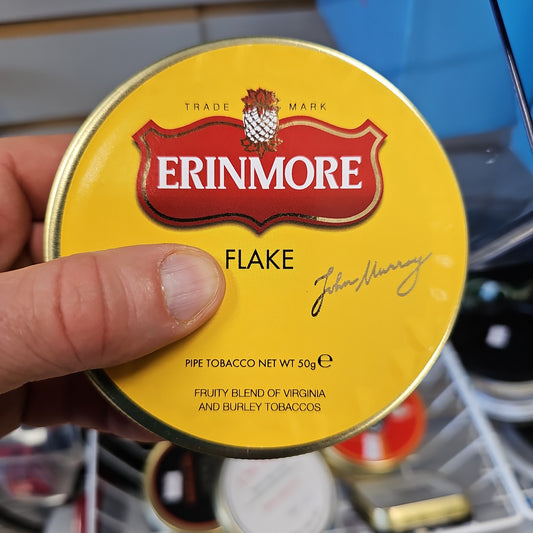 TRADE MARK
ERINMORE
FLAKE
John Murray
PIPE TOBACCO NET WT 50g℮
FRUITY BLEND OF VIRGINIA
AND BURLEY TOBACCOS